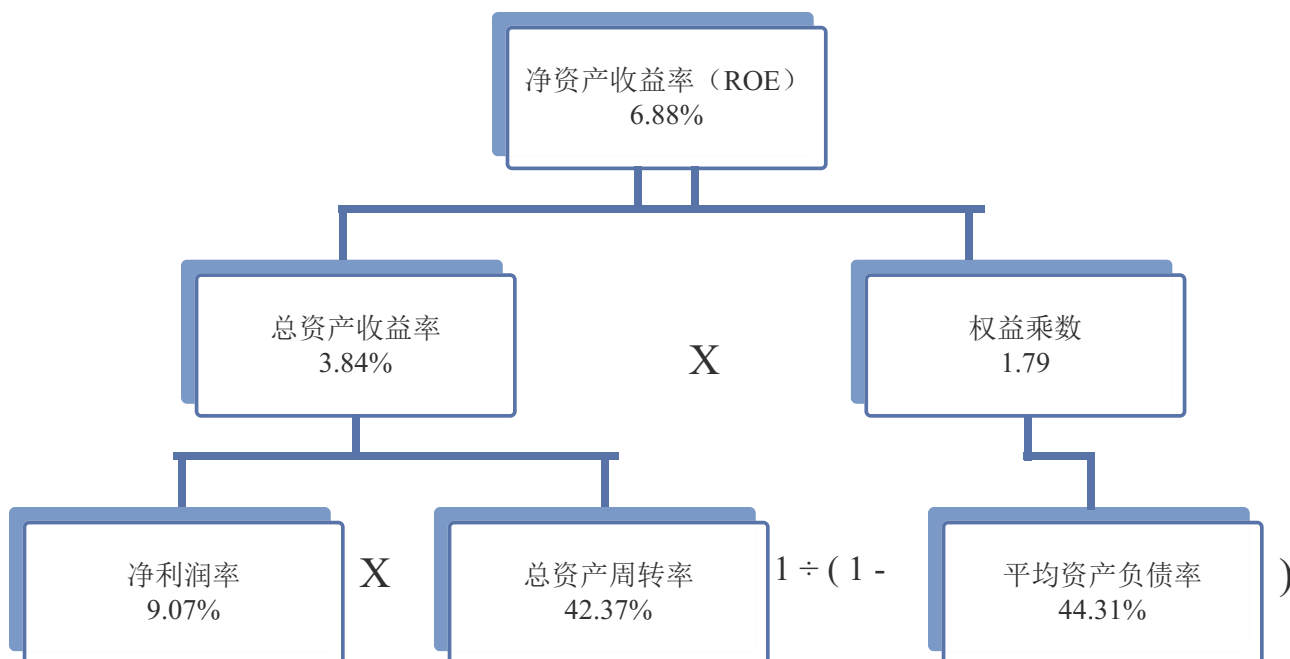 净资产收益率（ROE）
6.88%
总资产收益率
3.84%
X
权益乘数
1.79
净利润率
9.07%
X
总资产周转率
42.37%
1 ÷ ( 1 -
平均资产负债率
44.31%
)